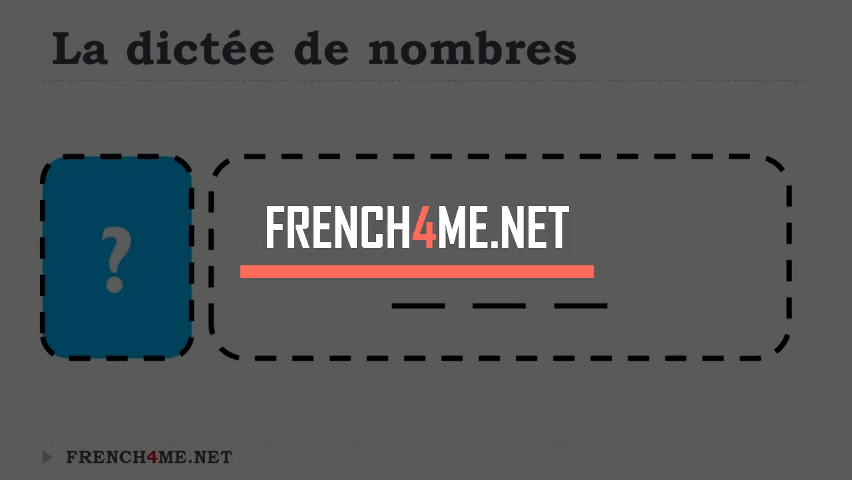 La dictée de nombres
?
FRENCH4ME.NET
FRENCH4ME.NET